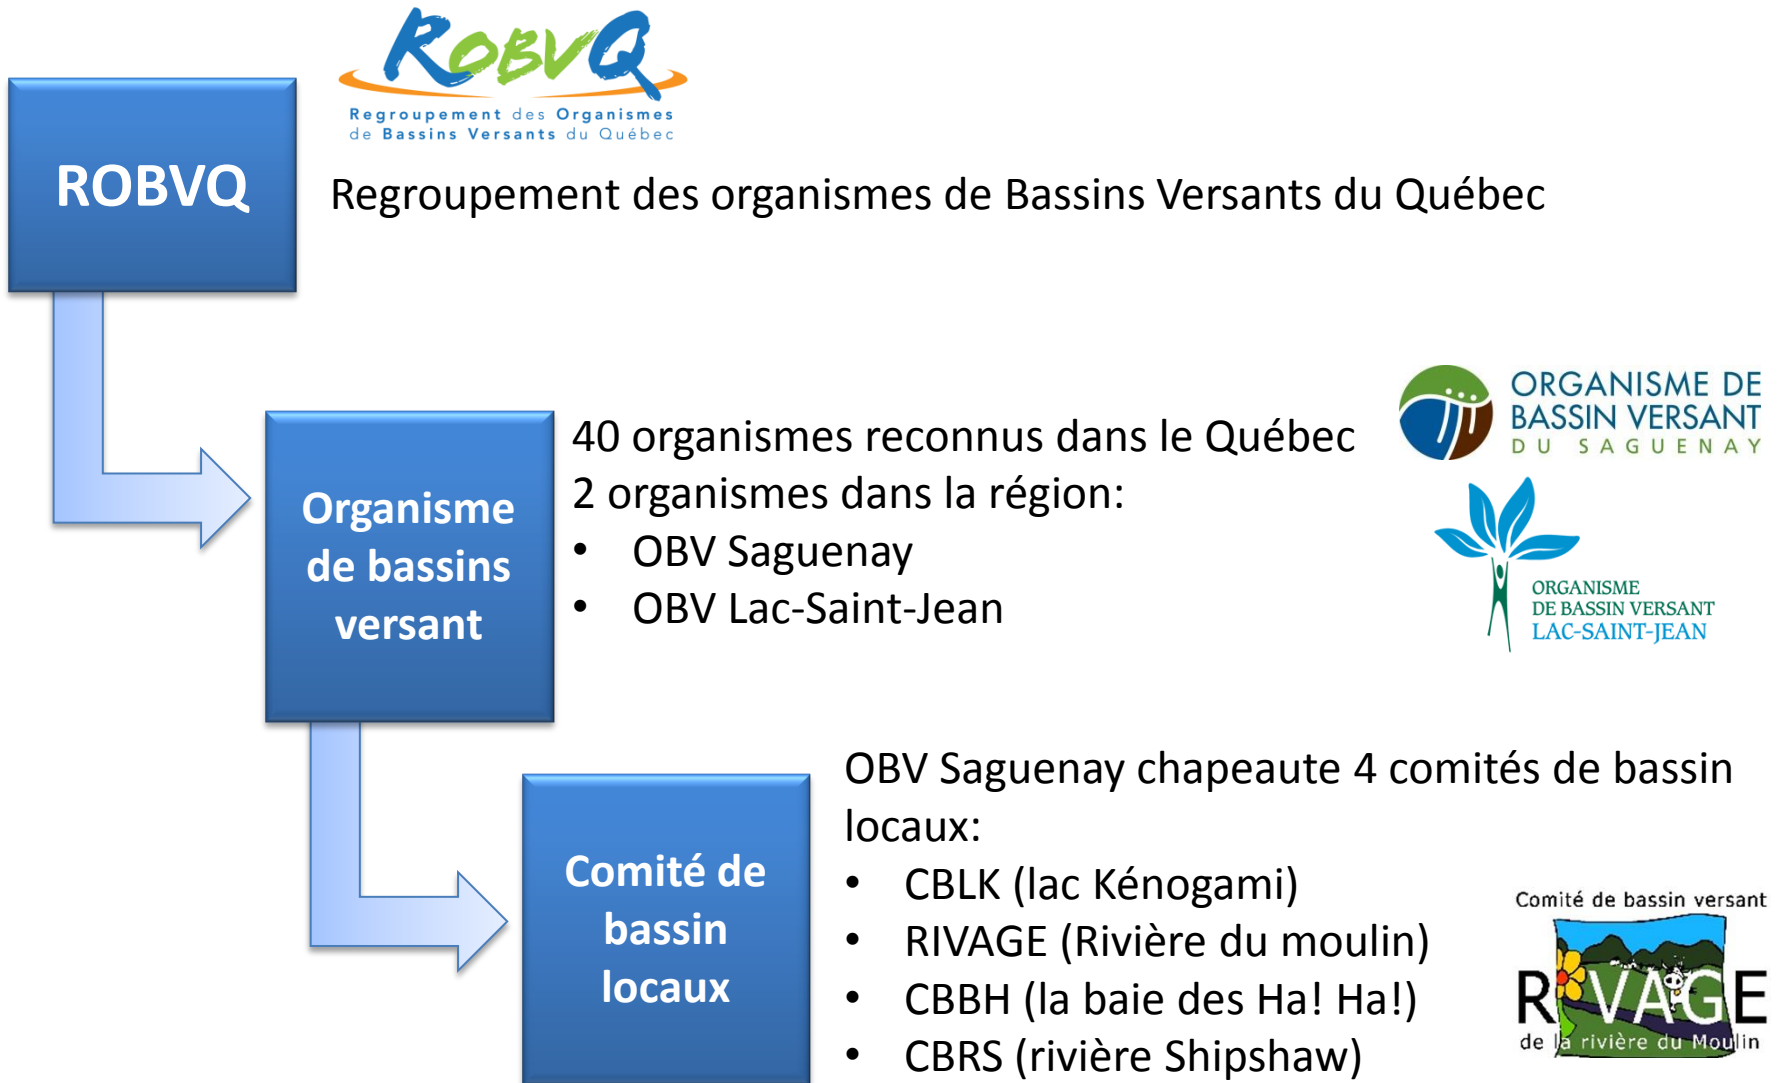 ROBVQ
Regroupement des Organismes
de Bassins Versants du Québec
ROBVQ
Regroupement des organismes de Bassins Versants du Québec
Organisme
de bassins
versant
40 organismes reconnus dans le Québec
2 organismes dans la région:
• OBV Saguenay
• OBV Lac-Saint-Jean
ORGANISME DE
BASSIN VERSANT
DU SAGUENAY
ORGANISME
DE BASSIN VERSANT
LAC-SAINT-JEAN
Comité de
bassin
locaux
OBV Saguenay chapeaute 4 comités de bassin
locaux:
• CBLK (lac Kénogami)
• RIVAGE (Rivière du moulin)
• CBBH (la baie des Ha! Ha!)
• CBRS (rivière Shipshaw)
Comité de bassin versant
RIVAGE
de la rivière du Moulin